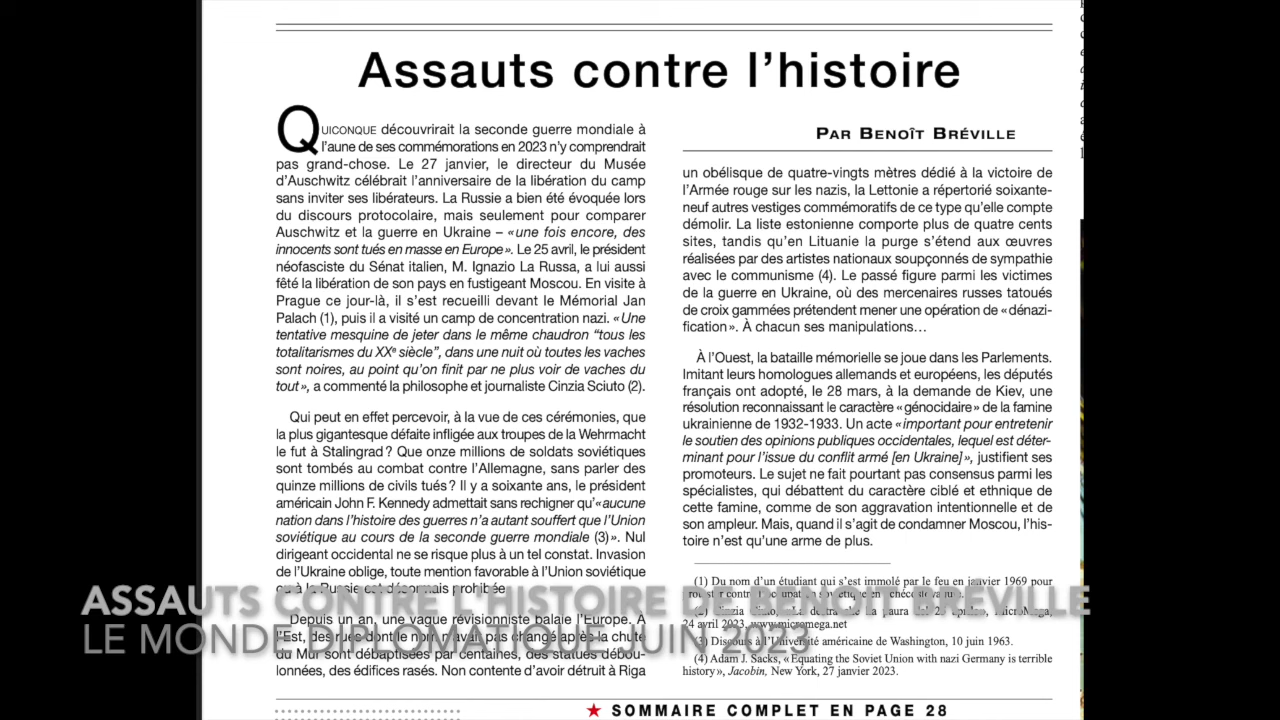 Assauts contre l’histoire
PAR BENOÎT BRÉVILLE
QUICONQUE découvrirait la seconde guerre mondiale à
l’aune de ses commémorations en 2023 n’y comprendrait
pas grand-chose. Le 27 janvier, le directeur du Musée
d’Auschwitz célébrait l’anniversaire de la libération du camp
sans inviter ses libérateurs. La Russie a bien été évoquée lors
du discours protocolaire, mais seulement pour comparer
Auschwitz et la guerre en Ukraine – « une fois encore, des
innocents sont tués en masse en Europe ». Le 25 avril, le président
néofasciste du Sénat italien, M. Ignazio La Russa, a lui aussi
fêté la libération de son pays en fustigeant Moscou. En visite à
Prague ce jour-là, il s’est recueilli devant le Mémorial Jan
Palach (1), puis il a visité un camp de concentration nazi. « Une
tentative mesquine de jeter dans le même chaudron “tous les
totalitarismes du XXe siècle”, dans une nuit où toutes les vaches
sont noires, au point qu’on finit par ne plus voir de vaches du
tout », a commenté la philosophe et journaliste Cinzia Sciuto (2).
Qui peut en effet percevoir, à la vue de ces cérémonies, que
la plus gigantesque défaite infligée aux troupes de la Wehrmacht
le fut à Stalingrad ? Que onze millions de soldats soviétiques
sont tombés au combat contre l’Allemagne, sans parler des
quinze millions de civils tués ? Il y a soixante ans, le président
américain John F. Kennedy admettait sans rechigner qu’« aucune
nation dans l’histoire des guerres n’a autant souffert que l’Union
soviétique au cours de la seconde guerre mondiale (3) ». Nul
dirigeant occidental ne se risque plus à un tel constat. Invasion
de l’Ukraine oblige, toute mention favorable à l’Union soviétique
ou à la Russie est désormais prohibée.
Depuis un an, une vague révisionniste balaie l’Europe. À
l’Est, des rues dont le nom n’avait pas changé après la chute
du Mur sont débaptisées par centaines, des statues débou-
lonnées, des édifices rasés. Non contente d’avoir détruit à Riga
un obélisque de quatre-vingts mètres dédié à la victoire de
l’Armée rouge sur les nazis, la Lettonie a répertorié soixante-
neuf autres vestiges commémoratifs de ce type qu’elle compte
démolir. La liste estonienne comporte plus de quatre cents
sites, tandis qu’en Lituanie la purge s’étend aux œuvres
réalisées par des artistes nationaux soupçonnés de sympathie
avec le communisme (4). Le passé figure parmi les victimes
de la guerre en Ukraine, où des mercenaires russes tatoués
de croix gammées prétendent mener une opération de « dénazi-
fication ». À chacun ses manipulations…
À l’Ouest, la bataille mémorielle se joue dans les Parlements.
Imitant leurs homologues allemands et européens, les députés
français ont adopté, le 28 mars, à la demande de Kiev, une
résolution reconnaissant le caractère « génocidaire » de la famine
ukrainienne de 1932-1933. Un acte « important pour entretenir
le soutien des opinions publiques occidentales, lequel est déter-
minant pour l’issue du conflit armé [en Ukraine] », justifient ses
promoteurs. Le sujet ne fait pourtant pas consensus parmi les
spécialistes, qui débattent du caractère ciblé et ethnique de
cette famine, comme de son aggravation intentionnelle et de
son ampleur. Mais, quand il s’agit de condamner Moscou, l’his-
toire n’est qu’une arme de plus.
(1) Du nom d’un étudiant qui s’est immolé par le feu en janvier 1969 pour
contre l’occupation soviétique en
24 avril 2023, www.micromega.net
(3) Discours à l’Université américaine de Washington, 10 juin 1963.
(4) Adam J. Sacks, « Equating the Soviet Union with nazi Germany is terrible
history », Jacobin, New York, 27 janvier 2023.
ASSAUTS CONTRE L'HISTOIRE DE BENOIT BRÉVILLE
LE MONDE DIPLOMATIQUE JUIN 2023
★ SOMMAIRE COMPLET EN PAGE 28